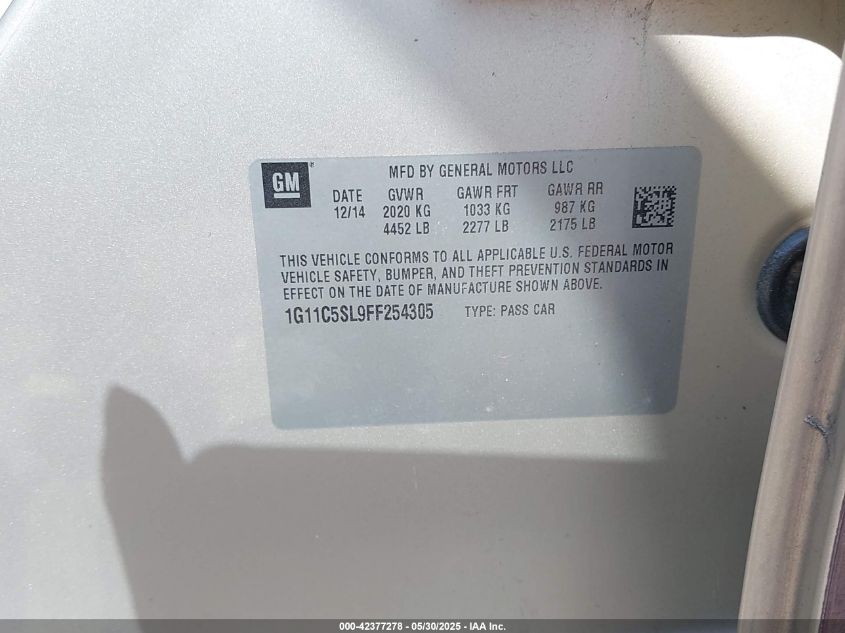 GM
MFD BY GENERAL MOTORS LLC
DATE GVWR GAWR FRT GAWR RR
12/14 2020 KG 1033 KG 987 KG
4452 LB 2277 LB 2175 LB
THIS VEHICLE CONFORMS TO ALL APPLICABLE U.S. FEDERAL MOTOR
VEHICLE SAFETY, BUMPER, AND THEFT PREVENTION STANDARDS IN
EFFECT ON THE DATE OF MANUFACTURE SHOWN ABOVE.
1G11C5SL9FF254305 TYPE: PASS CAR
000-42377278 - 05/30/2025 - IAA Inc.